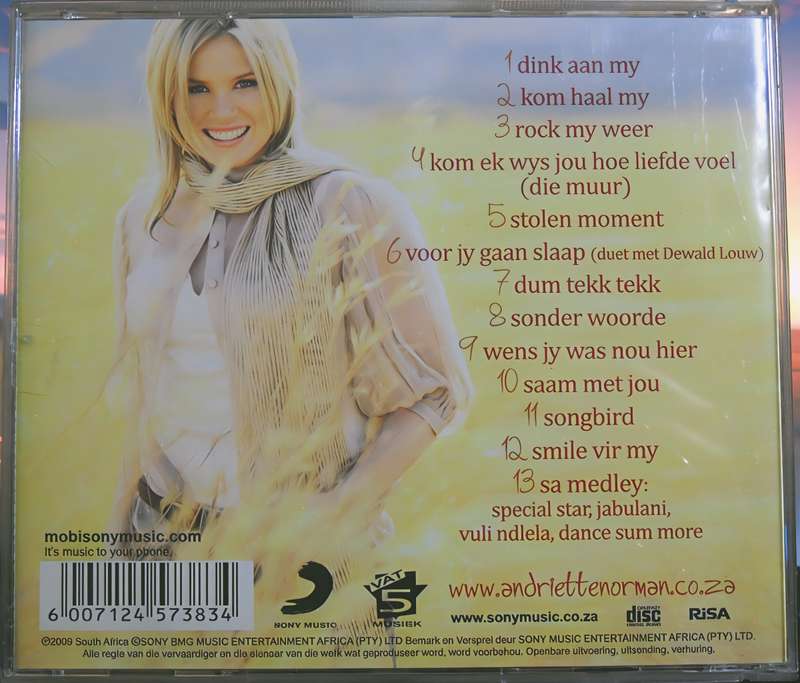 1 dink aan my
2 kom haal my
3 rock my weer
4 kom ek wys jou hoe liefde voel
(die muur)
5 stolen moment
6 voor jy gaan slaap (duet met Dewald Louw)
7 dum tekk tekk
8 sonder woorde
9 wens jy was nou hier
10 saam met jou
11 songbird
12 smile vir my
13 sa medley:
special star, jabulani,
vuli ndlela, dance sum more
mobisonymusic.com
It's music to your phone.
6 007124 573834
SONY MUSIC
VAT 5 MUSIEK
www.andriettenorman.co.za
www.sonymusic.co.za
COMPACT disc DIGITAL AUDIO
RiSA
℗2009 South Africa ©SONY BMG MUSIC ENTERTAINMENT AFRICA (PTY) LTD Bemark en Versprei deur SONY MUSIC ENTERTAINMENT AFRICA (PTY) LTD.
Alle regte van die vervaardiger en die eienaar van die werk wat geproduseer word, word voorbehou. Openbare uitvoering, uitsending, verhuring,